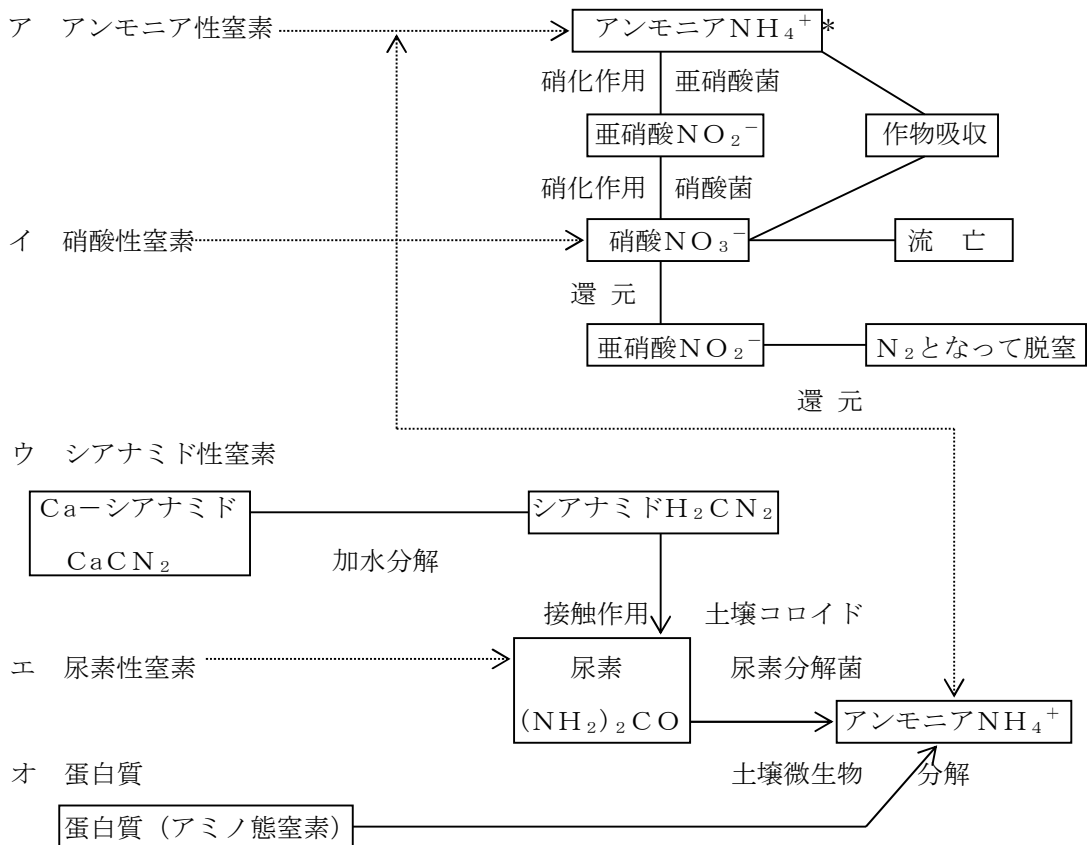 ア アンモニア性窒素
アンモニアNH₄⁺*
硝化作用 亜硝酸菌
亜硝酸NO₂⁻
作物吸収
硝化作用 硝酸菌
イ 硝酸性窒素
硝酸NO₃⁻
流 亡
還 元
亜硝酸NO₂⁻
N₂となって脱窒
還 元
ウ シアナミド性窒素
Ca-シアナミド
CaCN₂
シアナミドH₂CN₂
加水分解
接触作用 土壌コロイド
エ 尿素性窒素
尿素
(NH₂)₂CO
尿素分解菌
アンモニアNH₄⁺
オ 蛋白質
土壌微生物 分解
蛋白質(アミノ態窒素)